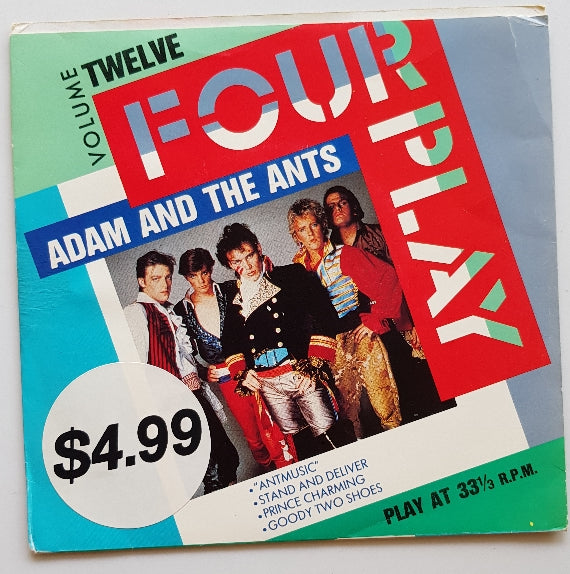 VOLUME TWELVE
FOUR PLAY
ADAM AND THE ANTS
$4.99
• "ANTMUSIC"
• STAND AND DELIVER
• PRINCE CHARMING
• GOODY TWO SHOES
PLAY AT 33⅓ R.P.M.